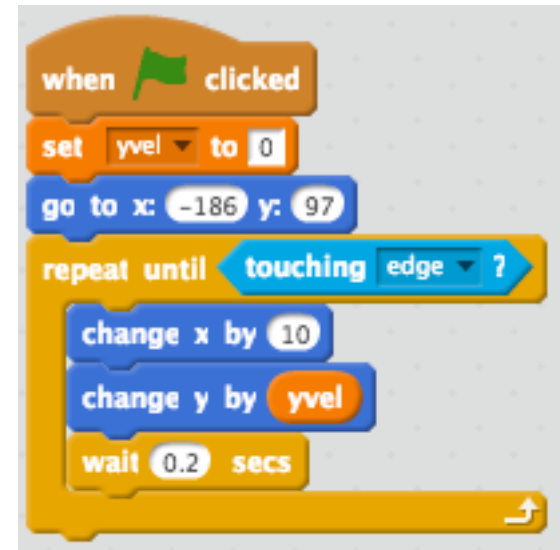 when clicked
set yvel to 0
go to x: -186 y: 97
repeat until touching edge ?
change x by 10
change y by yvel
wait 0.2 secs